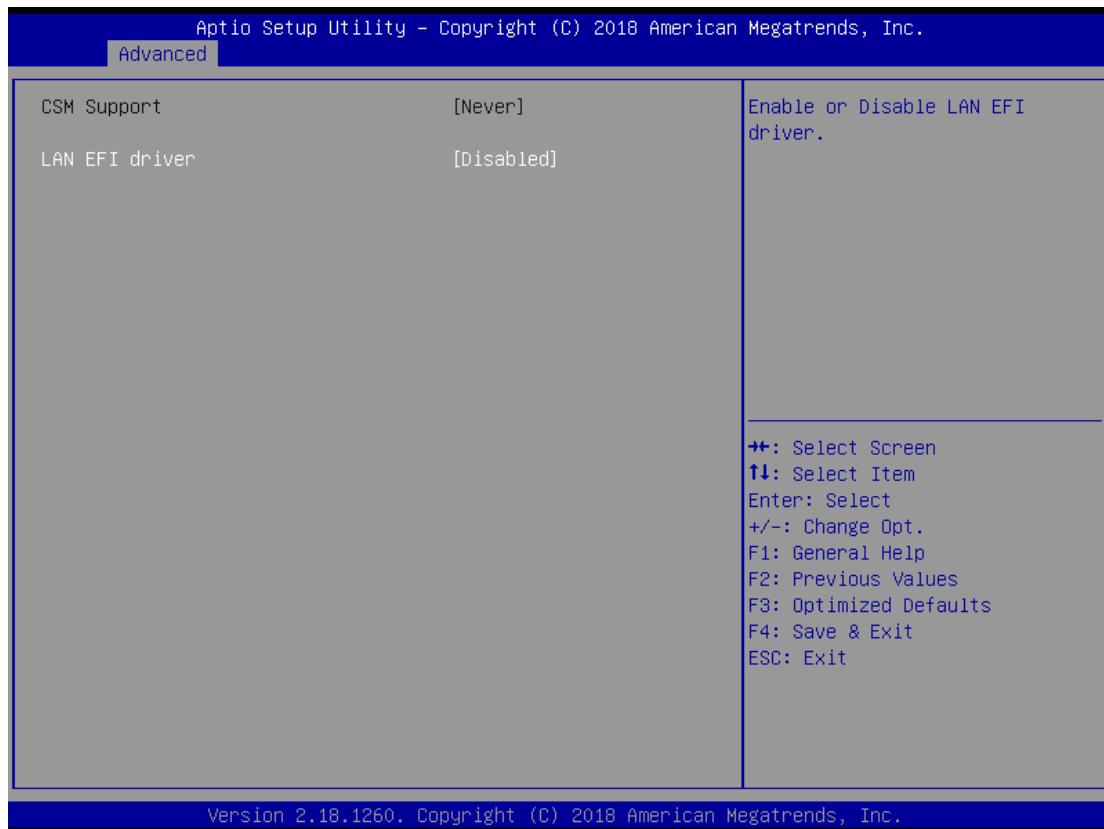 Aptio Setup Utility – Copyright (C) 2018 American Megatrends, Inc.
Advanced
CSM Support [Never]
LAN EFI driver [Disabled]
Enable or Disable LAN EFI
driver.
→←: Select Screen
↑↓: Select Item
Enter: Select
+/-: Change Opt.
F1: General Help
F2: Previous Values
F3: Optimized Defaults
F4: Save & Exit
ESC: Exit
Version 2.18.1260. Copyright (C) 2018 American Megatrends, Inc.